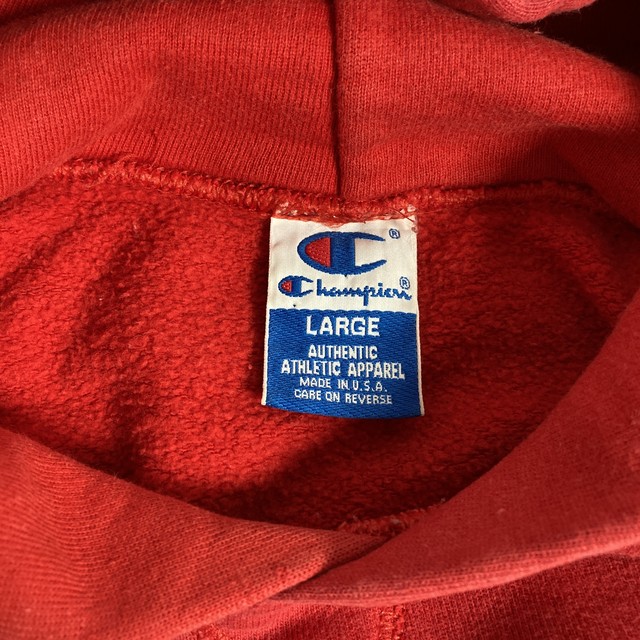 ®
Champion®
LARGE
AUTHENTIC
ATHLETIC APPAREL
MADE IN U.S.A.
CARE ON REVERSE